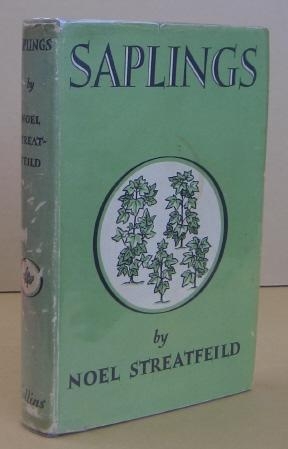 SAPLINGS
by
NOEL STREATFEILD
SAPLINGS
by
NOEL
STREAT-
FEILD
Collins